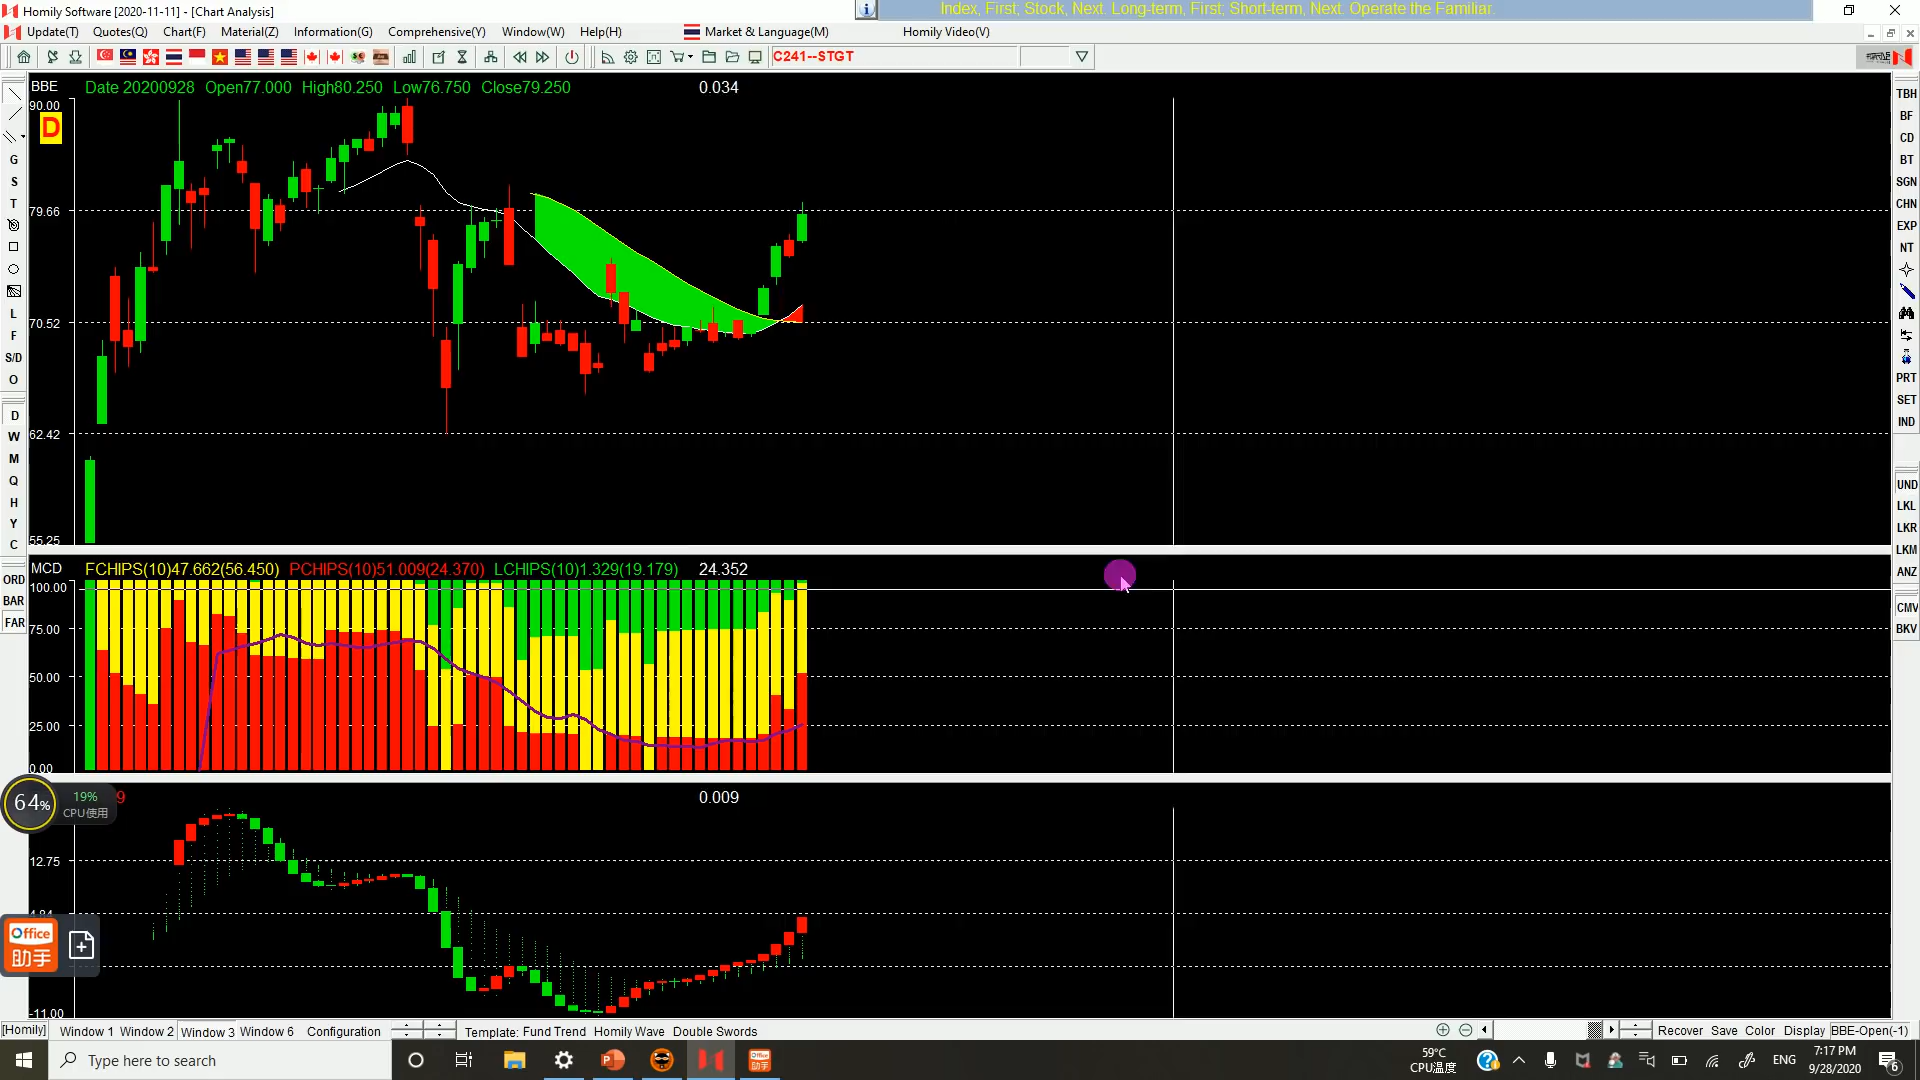 Homily Software [2020-11-11] - [Chart Analysis]
Index, First; Stock, Next. Long-term, First; Short-term, Next. Operate the Familiar.
Update(T) Quotes(Q) Chart(F) Material(Z) Information(G) Comprehensive(Y) Window(W) Help(H) Market & Language(M) Homily Video(V)
C241--STGT
BBE Date 20200928 Open77.000 High80.250 Low76.750 Close79.250 0.034
90.00
D
79.66
70.52
62.42
55.25
G
S
T
L
F
S/D
O
D
W
M
Q
H
Y
C
ORD
BAR
FAR
TBH
BF
CD
BT
SGN
CHN
EXP
NT
PRT
SET
IND
UND
LKL
LKR
LKM
ANZ
CMV
BKV
MCD FCHIPS(10)47.662(56.450) PCHIPS(10)51.009(24.370) LCHIPS(10)1.329(19.179) 24.352
100.00
75.00
50.00
25.00
0.00
64%
19%
CPU使用
9
0.009
12.75
4.84
-11.00
Office
助手
[Homily] Window 1 Window 2 Window 3 Window 6 Configuration Template: Fund Trend Homily Wave Double Swords Recover Save Color Display BBE-Open(-1)
Type here to search
Office
助手
59℃
CPU温度
ENG
7:17 PM
9/28/2020
6